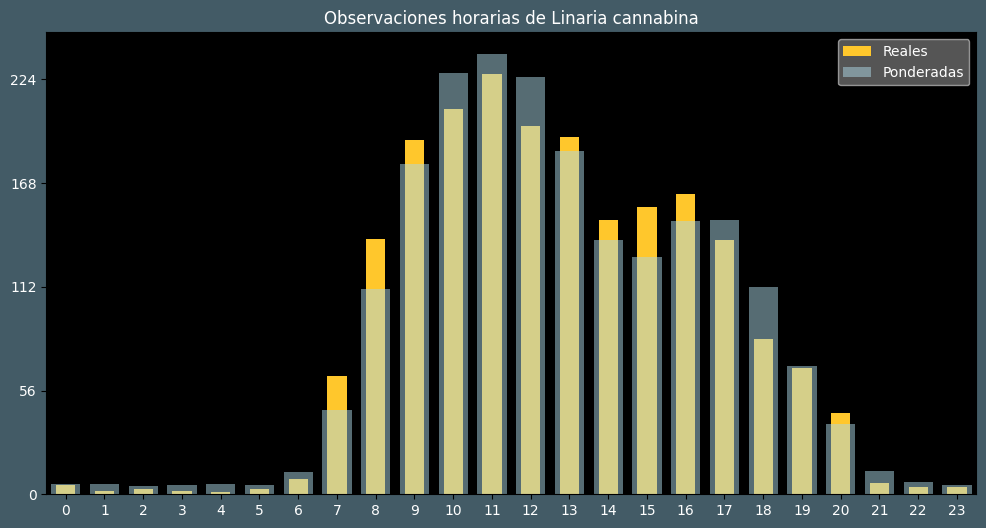 Observaciones horarias de Linaria cannabina
Reales
Ponderadas
224
168
112
56
0
0 1 2 3 4 5 6 7 8 9 10 11 12 13 14 15 16 17 18 19 20 21 22 23